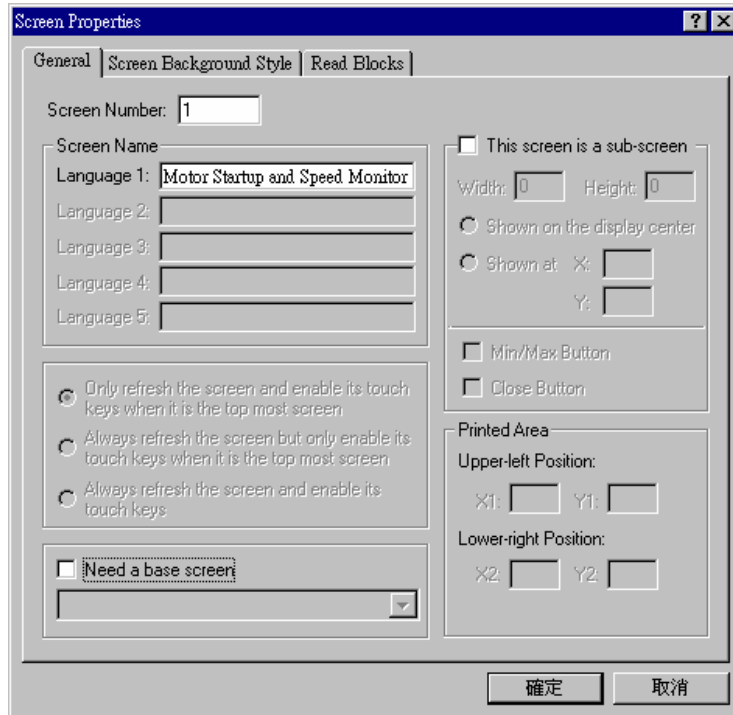 Screen Properties
General
Screen Background Style
Read Blocks
Screen Number: 1
Screen Name
Language 1: Motor Startup and Speed Monitor
Language 2:
Language 3:
Language 4:
Language 5:
Only refresh the screen and enable its touch
keys when it is the top most screen
Always refresh the screen but only enable its
touch keys when it is the top most screen
Always refresh the screen and enable its
touch keys
Need a base screen
This screen is a sub-screen
Width: 0 Height: 0
Shown on the display center
Shown at X:
Y:
Min/Max Button
Close Button
Printed Area
Upper-left Position:
X1: Y1:
Lower-right Position:
X2: Y2:
確定
取消